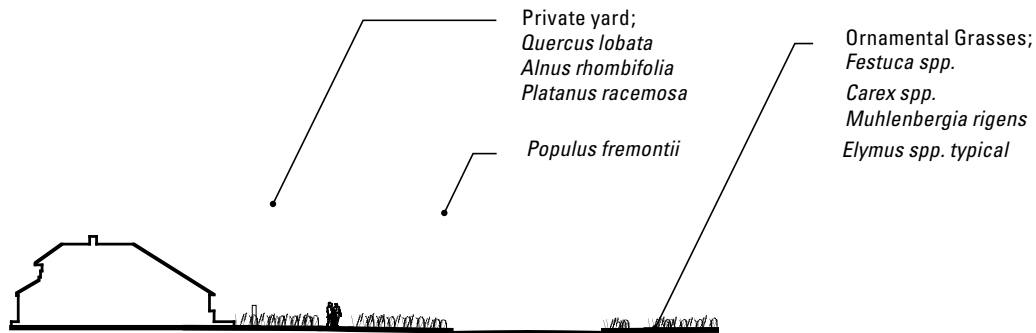 Private yard;
Quercus lobata
Alnus rhombifolia
Platanus racemosa
Populus fremontii
Ornamental Grasses;
Festuca spp.
Carex spp.
Muhlenbergia rigens
Elymus spp. typical